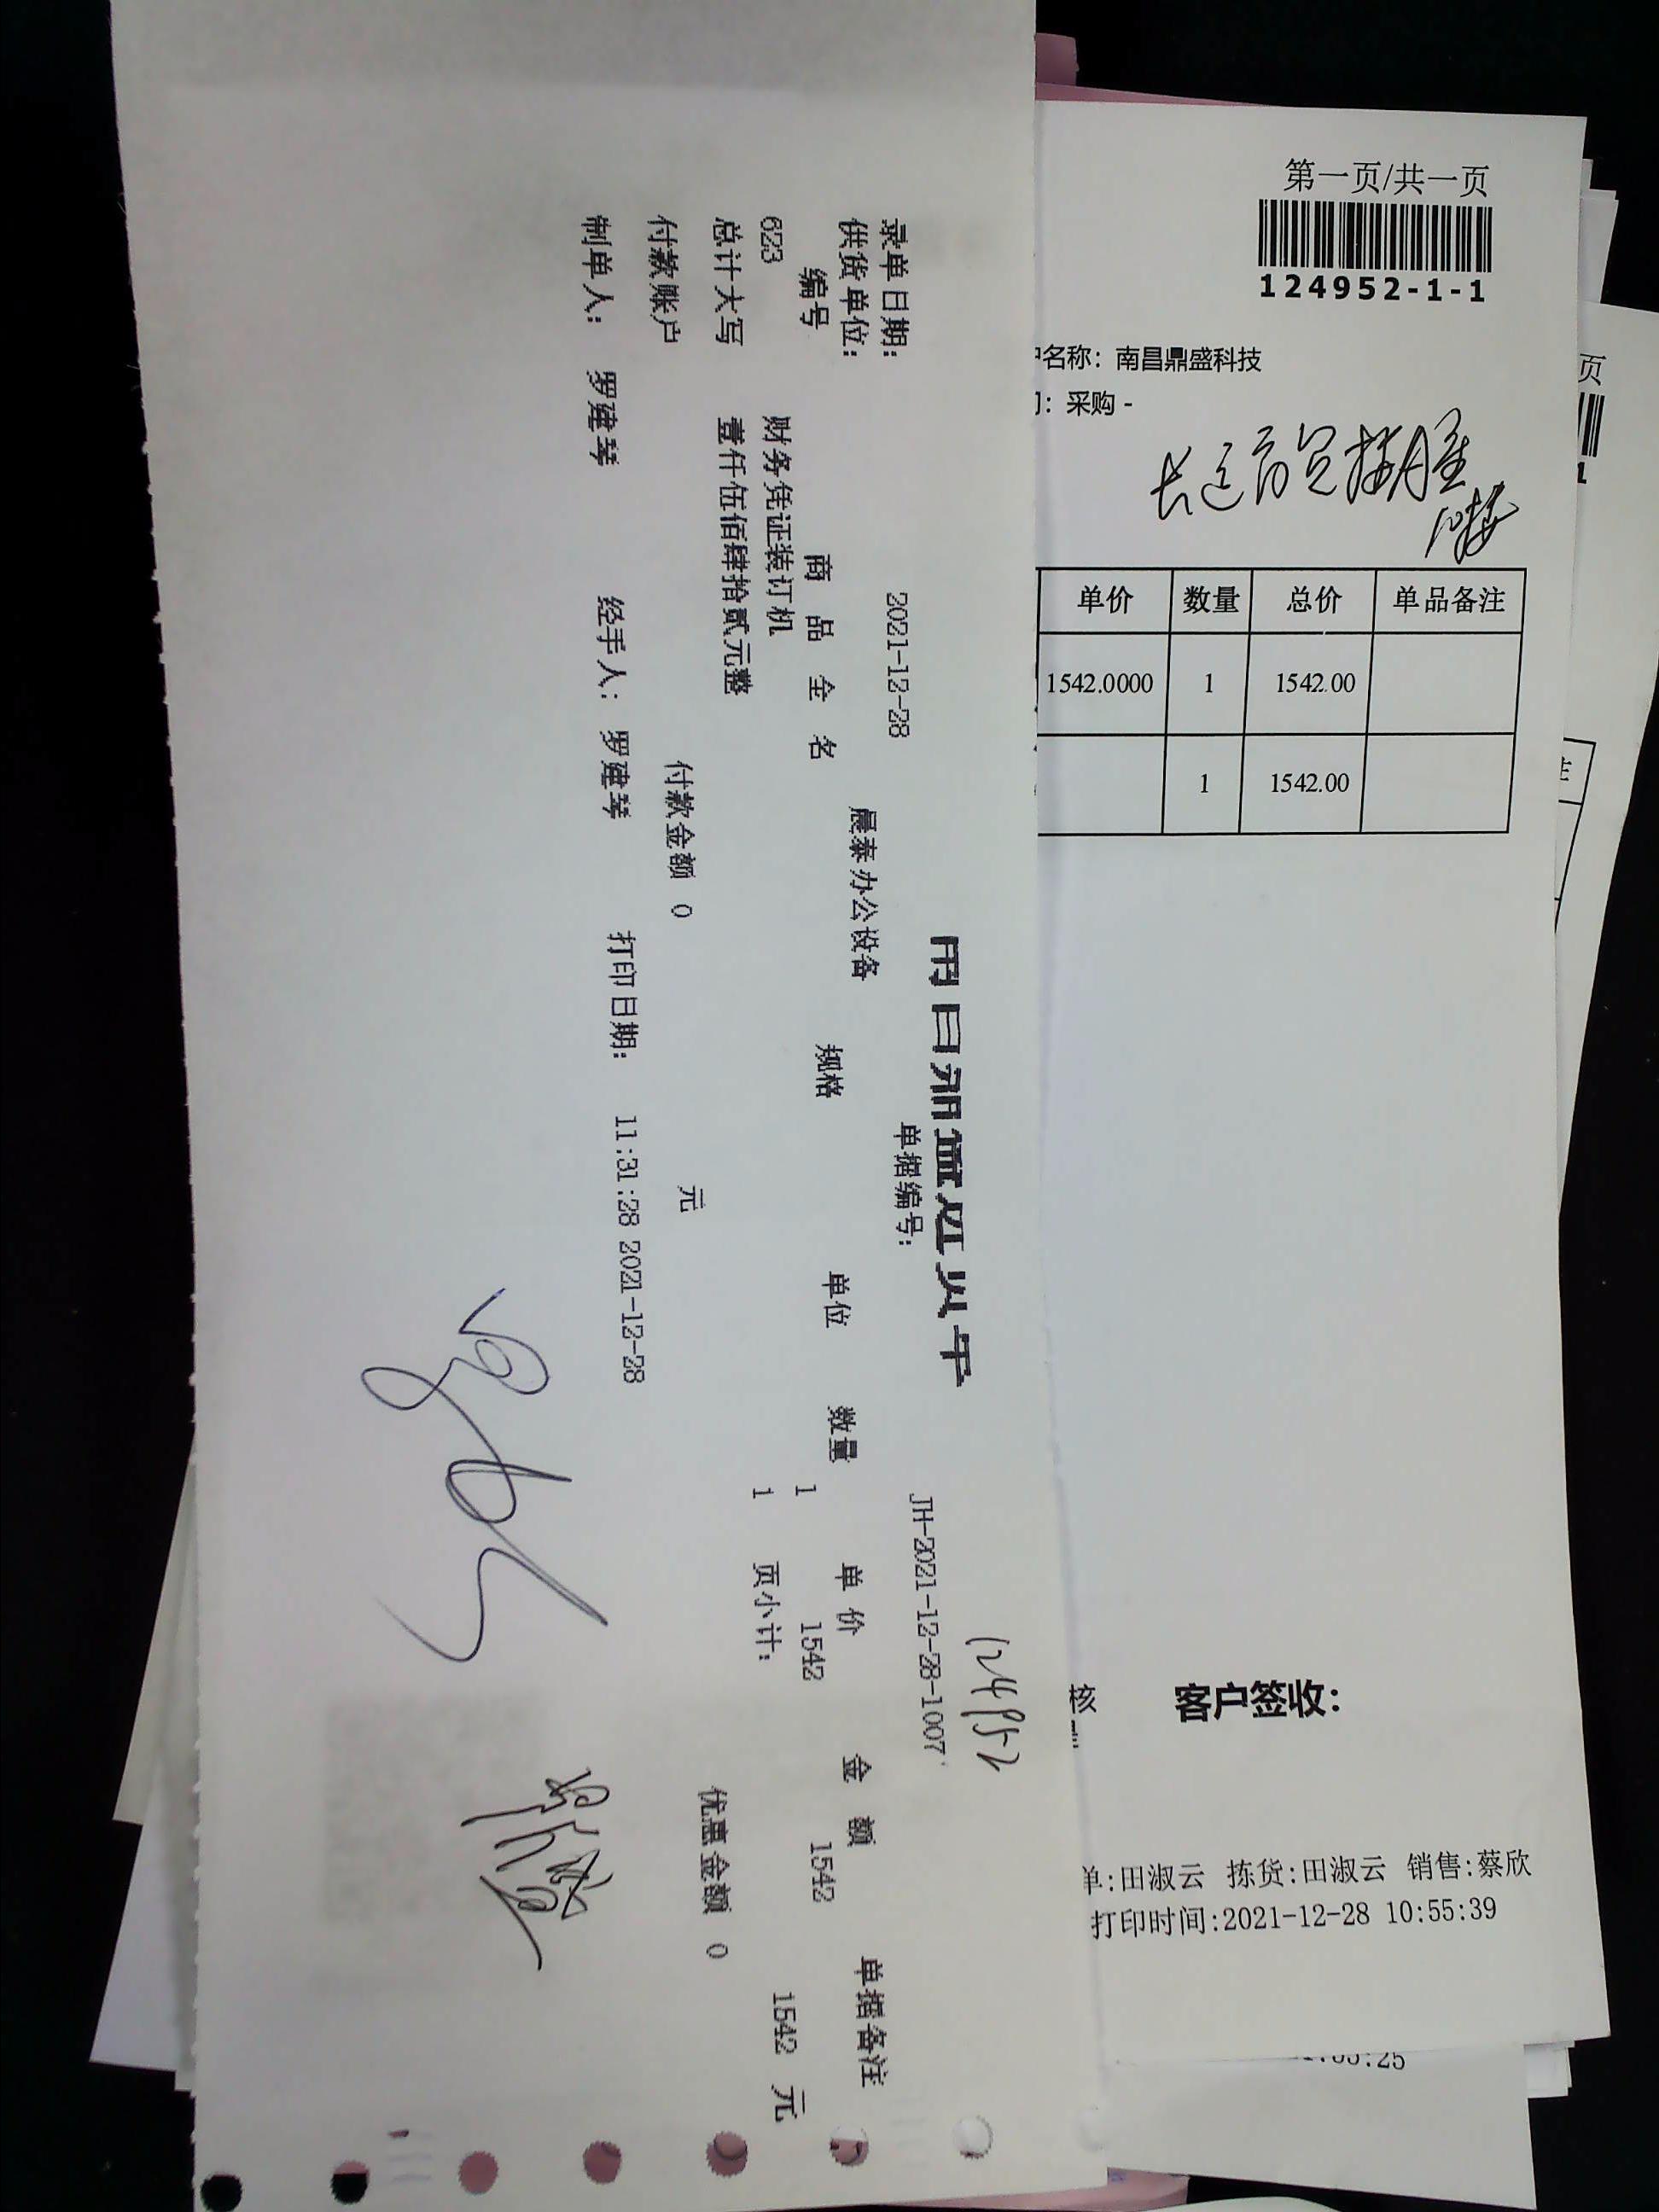 第一页/共一页
124952-1-1
户名称：南昌鼎盛科技
门：采购 -
单价 数量 总价 单品备注
1542.0000 1 1542.00
1 1542.00
核 客户签收：
单:田淑云 拣货:田淑云 销售:蔡欣
打印时间:2021-12-28 10:55:39
页
1
注
:25
124952
录单日期： 2021-12-28 单据编号： JH-2021-12-28-1007
供货单位： 晨泰办公设备
编号 商品全名 规格 单位 数量 单价 金额 单据备注
623 财务凭证装订机 1 1542 1542
1 页小计： 1542 元
总计大写 壹仟伍佰肆拾贰元整 优惠金额 0
付款账户 付款金额 0 元
制单人： 罗建琴 经手人： 罗建琴 打印日期： 11:31:28 2021-12-28